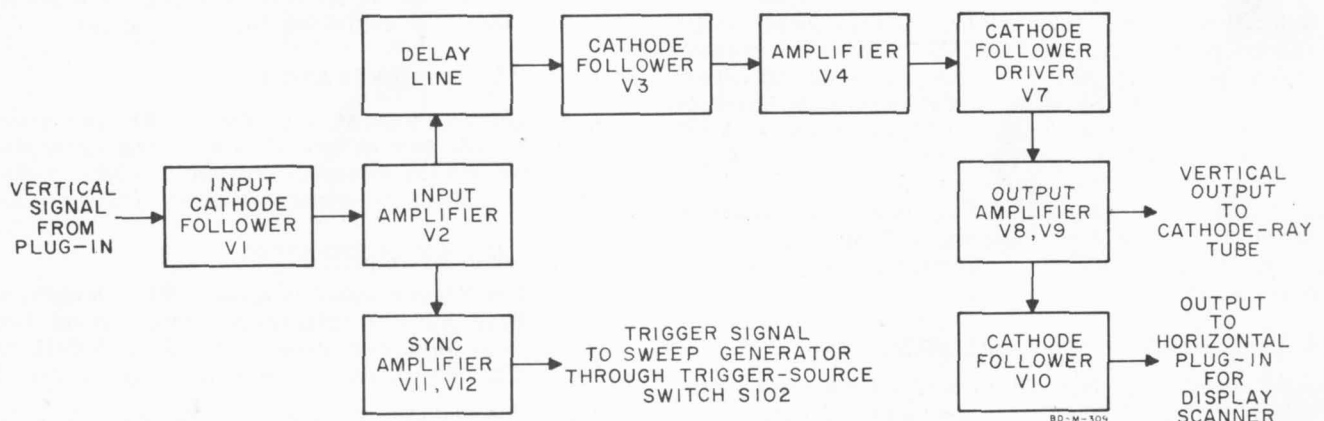 VERTICAL
SIGNAL
FROM
PLUG-IN
INPUT
CATHODE
FOLLOWER
V1
INPUT
AMPLIFIER
V2
DELAY
LINE
CATHODE
FOLLOWER
V3
AMPLIFIER
V4
CATHODE
FOLLOWER
DRIVER
V7
OUTPUT
AMPLIFIER
V8,V9
VERTICAL
OUTPUT
TO
CATHODE-RAY
TUBE
SYNC
AMPLIFIER
V11,V12
TRIGGER SIGNAL
TO SWEEP GENERATOR
THROUGH TRIGGER-SOURCE
SWITCH S102
CATHODE
FOLLOWER
V10
OUTPUT
TO
HORIZONTAL
PLUG-IN
FOR
DISPLAY
SCANNER
BD-M-309